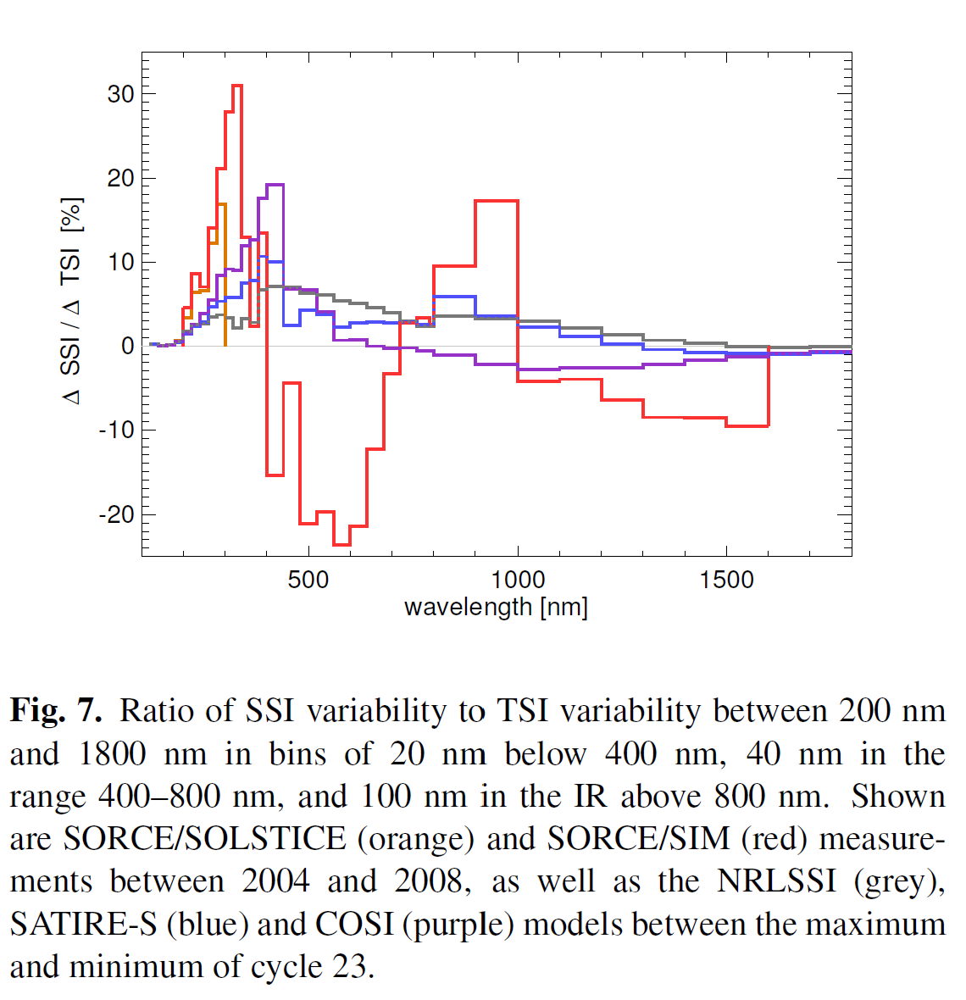 30
20
10
0
-10
-20
Δ SSI / Δ TSI [%]
500 1000 1500
wavelength [nm]
Fig. 7. Ratio of SSI variability to TSI variability between 200 nm
and 1800 nm in bins of 20 nm below 400 nm, 40 nm in the
range 400–800 nm, and 100 nm in the IR above 800 nm. Shown
are SORCE/SOLSTICE (orange) and SORCE/SIM (red) measure-
ments between 2004 and 2008, as well as the NRLSSI (grey),
SATIRE-S (blue) and COSI (purple) models between the maximum
and minimum of cycle 23.